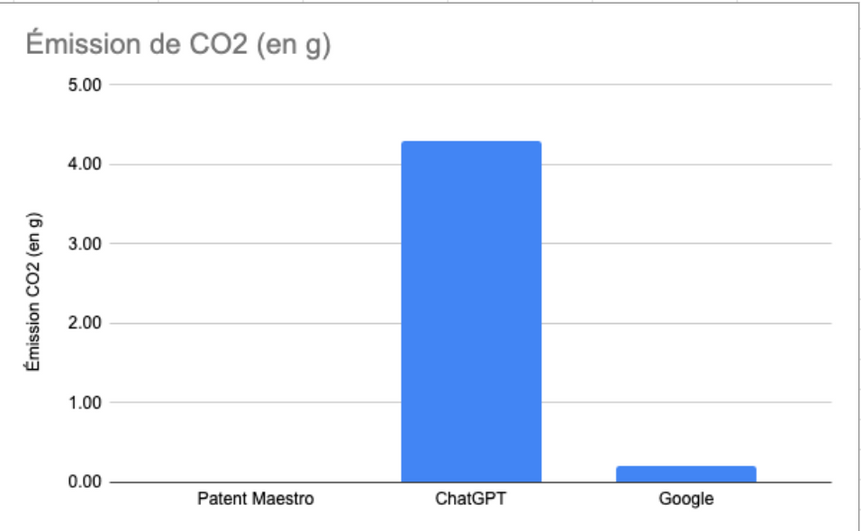 Émission de CO2 (en g)
5.00
4.00
3.00
2.00
1.00
0.00
Émission CO2 (en g)
Patent Maestro
ChatGPT
Google